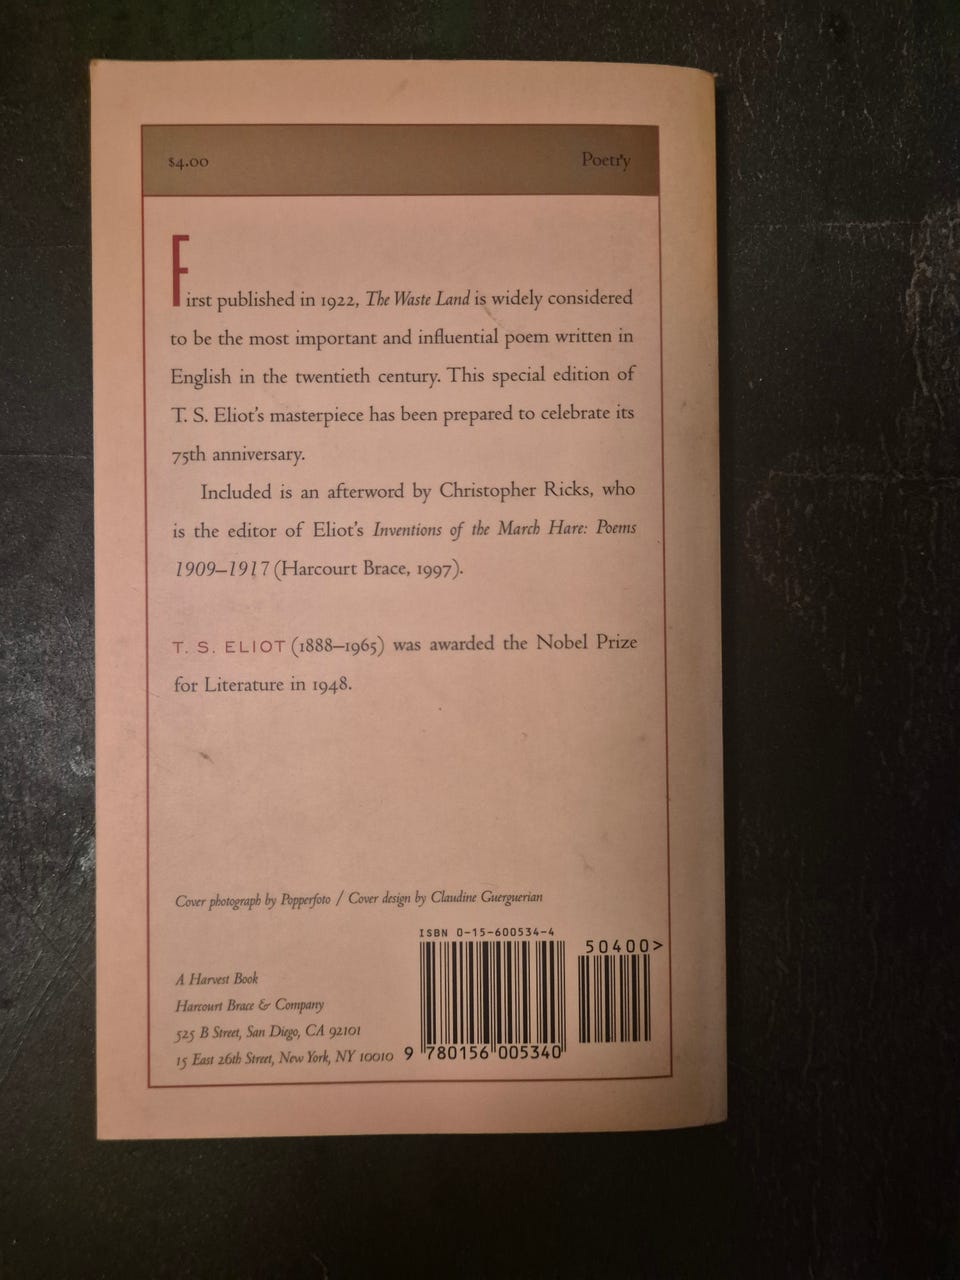 $4.00 Poetry
First published in 1922, The Waste Land is widely considered
to be the most important and influential poem written in
English in the twentieth century. This special edition of
T. S. Eliot's masterpiece has been prepared to celebrate its
75th anniversary.
Included is an afterword by Christopher Ricks, who
is the editor of Eliot's Inventions of the March Hare: Poems
1909–1917 (Harcourt Brace, 1997).
T. S. ELIOT (1888–1965) was awarded the Nobel Prize
for Literature in 1948.
Cover photograph by Popperfoto / Cover design by Claudine Guerguerian
A Harvest Book
Harcourt Brace & Company
525 B Street, San Diego, CA 92101
15 East 26th Street, New York, NY 10010
ISBN 0-15-600534-4
50400>
9 780156 005340